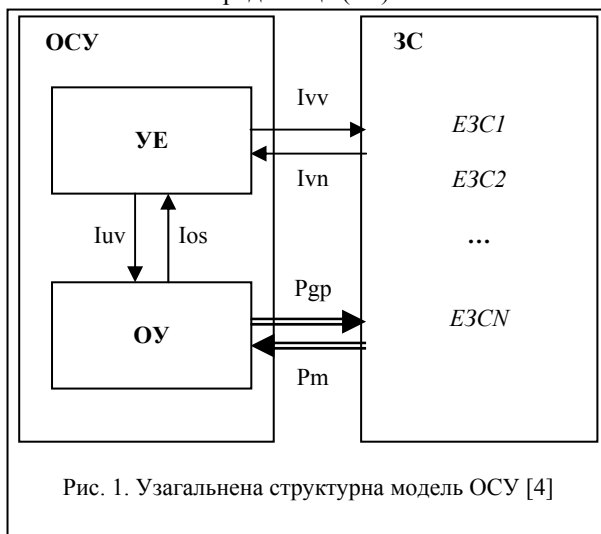 ОСУ
ЗС
УЕ
Ivv
Ivn
ЕЗС1
ЕЗС2
...
ЕЗСN
Iuv
Ios
ОУ
Pgp
Pm
Рис. 1. Узагальнена структурна модель ОСУ [4]